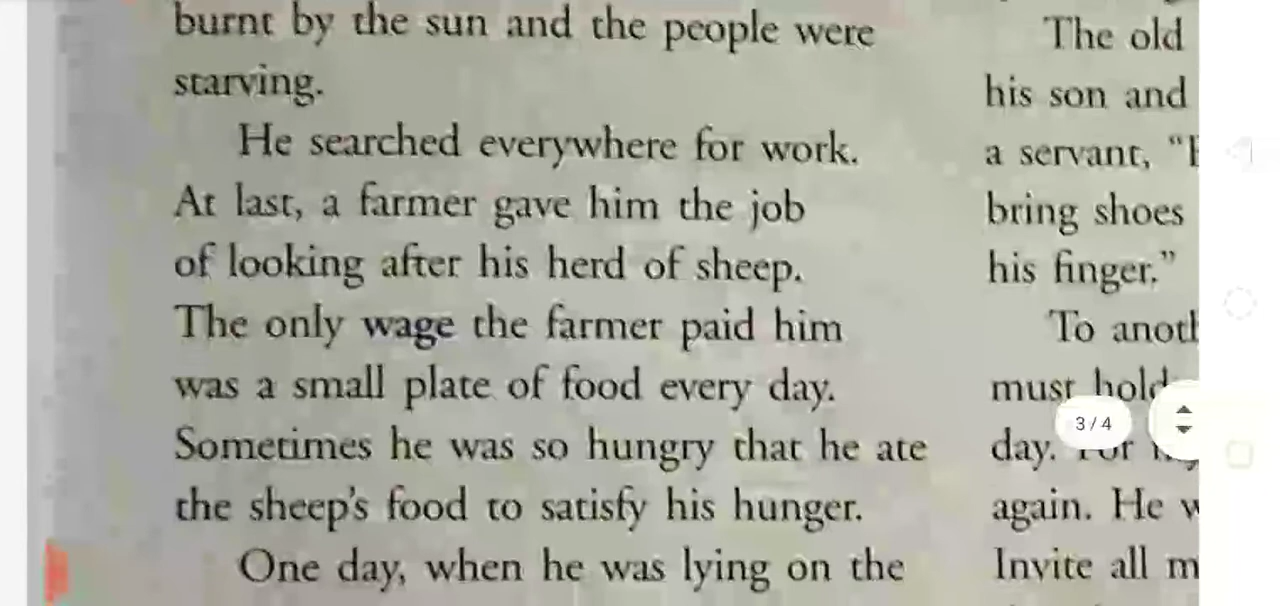 burnt by the sun and the people were
starving.
He searched everywhere for work.
At last, a farmer gave him the job
of looking after his herd of sheep.
The only wage the farmer paid him
was a small plate of food every day.
Sometimes he was so hungry that he ate
the sheep's food to satisfy his hunger.
One day, when he was lying on the
The old
his son and
a servant, "
bring shoes
his finger."
To anoth
must hold
day. For
again. He w
Invite all m
3/4